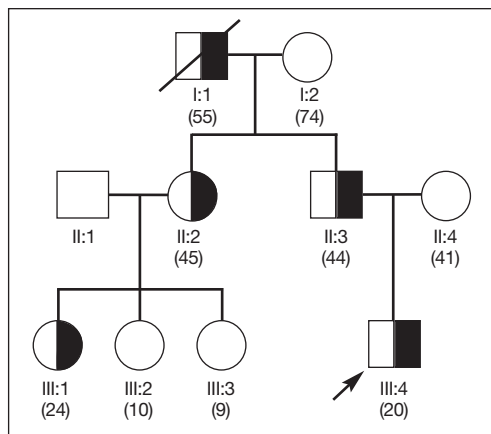 I:1 I:2
(55) (74)
II:1 II:2 II:3 II:4
(45) (44) (41)
III:1 III:2 III:3 III:4
(24) (10) (9) (20)